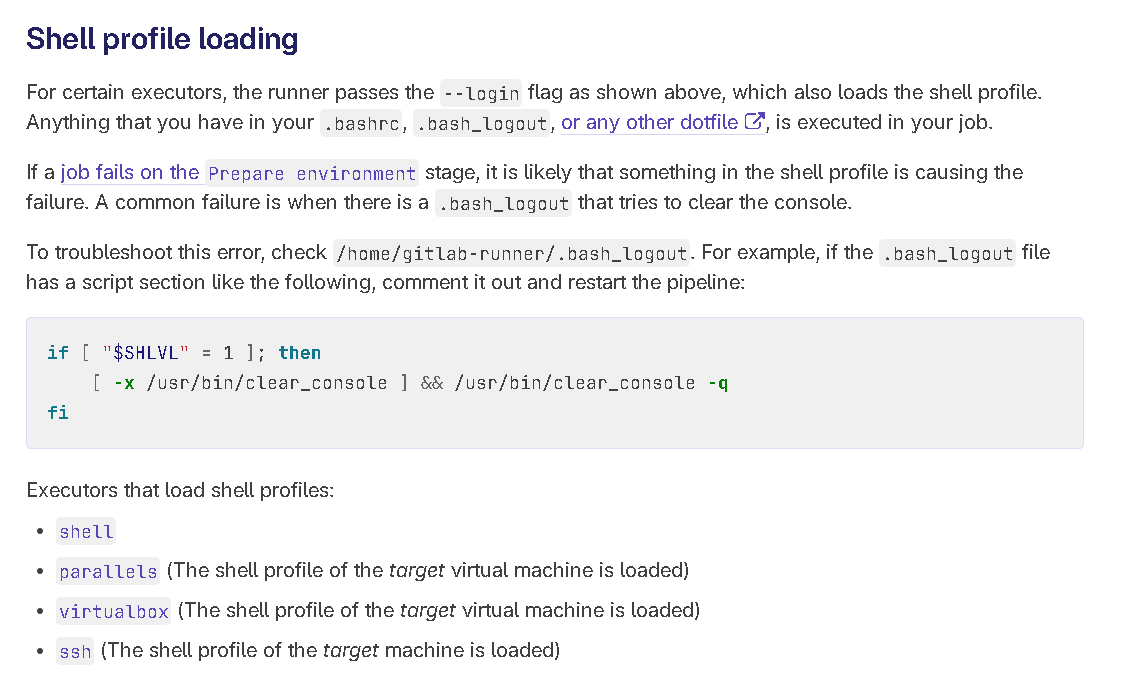 Shell profile loading
For certain executors, the runner passes the --login flag as shown above, which also loads the shell profile.
Anything that you have in your .bashrc, .bash_logout, or any other dotfile, is executed in your job.
If a job fails on the Prepare environment stage, it is likely that something in the shell profile is causing the
failure. A common failure is when there is a .bash_logout that tries to clear the console.
To troubleshoot this error, check /home/gitlab-runner/.bash_logout. For example, if the .bash_logout file
has a script section like the following, comment it out and restart the pipeline:
if [ "$SHLVL" = 1 ]; then
    [ -x /usr/bin/clear_console ] && /usr/bin/clear_console -q
fi
Executors that load shell profiles:
• shell
• parallels (The shell profile of the target virtual machine is loaded)
• virtualbox (The shell profile of the target virtual machine is loaded)
• ssh (The shell profile of the target machine is loaded)